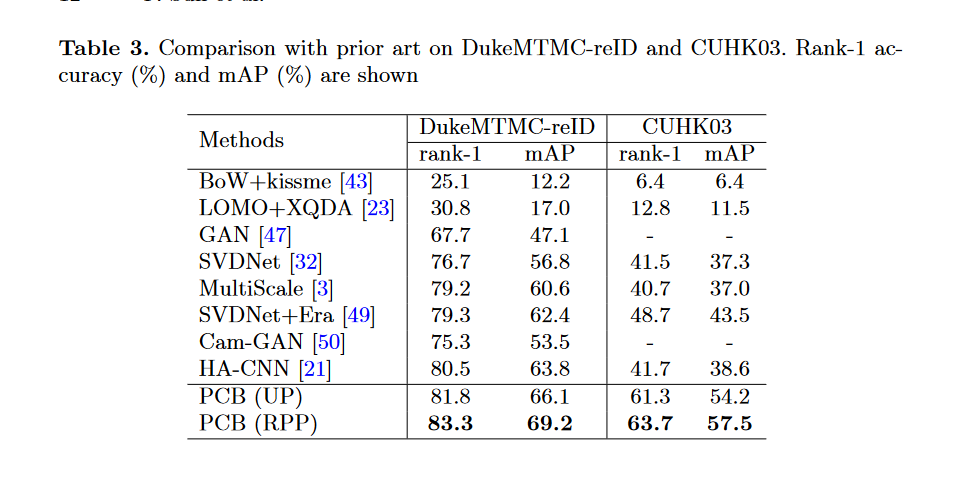 Table 3. Comparison with prior art on DukeMTMC-reID and CUHK03. Rank-1 ac-
curacy (%) and mAP (%) are shown
Methods DukeMTMC-reID CUHK03
rank-1 mAP rank-1 mAP
BoW+kissme [43] 25.1 12.2 6.4 6.4
LOMO+XQDA [23] 30.8 17.0 12.8 11.5
GAN [47] 67.7 47.1 - -
SVDNet [32] 76.7 56.8 41.5 37.3
MultiScale [3] 79.2 60.6 40.7 37.0
SVDNet+Era [49] 79.3 62.4 48.7 43.5
Cam-GAN [50] 75.3 53.5 - -
HA-CNN [21] 80.5 63.8 41.7 38.6
PCB (UP) 81.8 66.1 61.3 54.2
PCB (RPP) 83.3 69.2 63.7 57.5